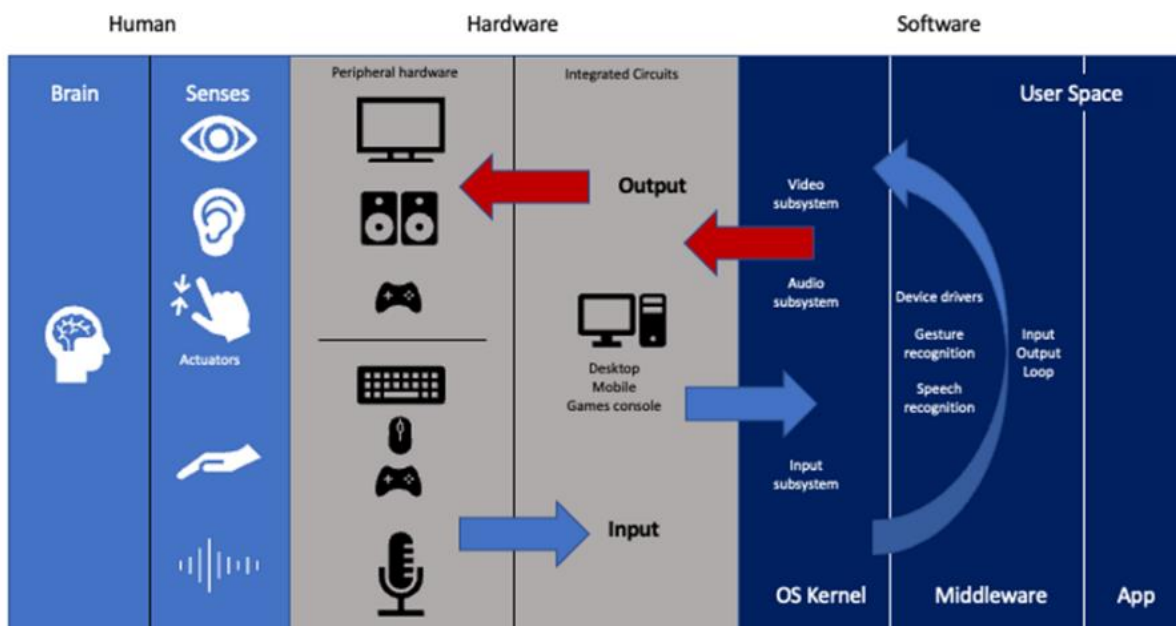 Human
Hardware
Software
Brain
Senses
Peripheral hardware
Integrated Circuits
User Space
Output
Video
subsystem
Audio
subsystem
Device drivers
Gesture
recognition
Speech
recognition
Input
Output
Loop
Actuators
Desktop
Mobile
Games console
Input
subsystem
Input
OS Kernel
Middleware
App